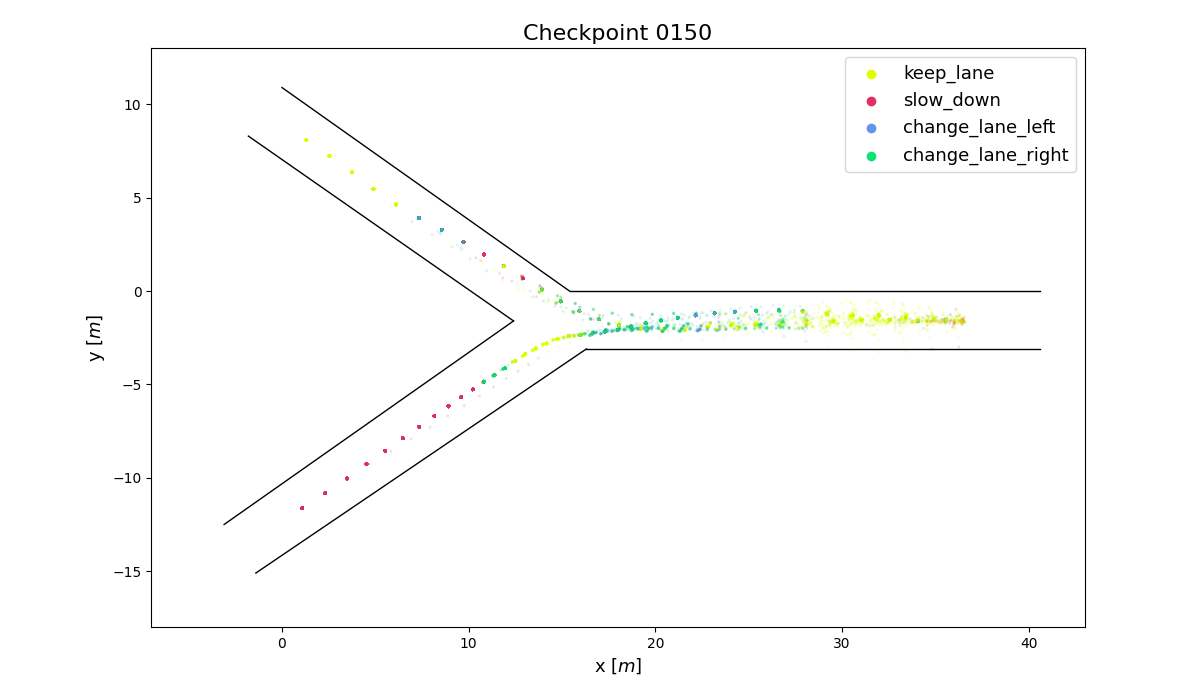 Checkpoint 0150
keep_lane
slow_down
change_lane_left
change_lane_right
10
5
0
−5
−10
−15
y [m]
0
10
20
30
40
x [m]